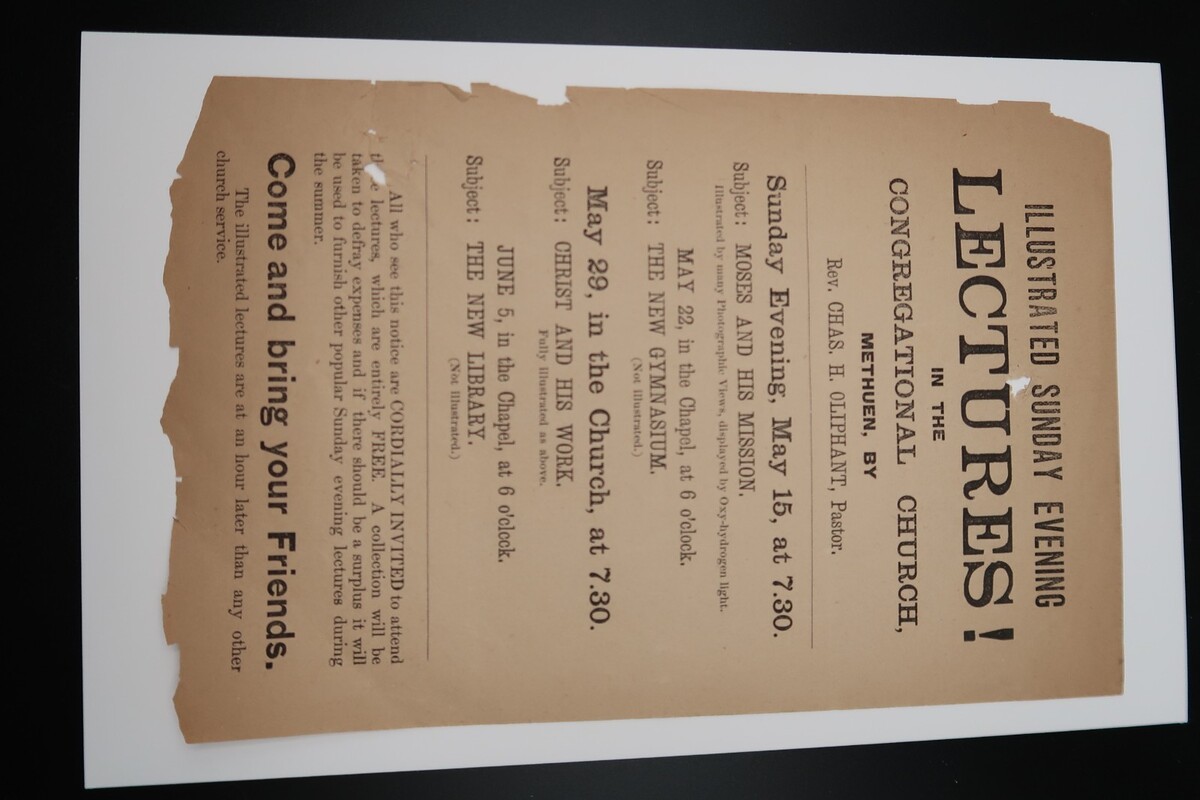 ILLUSTRATED SUNDAY EVENING
LECTURES!
IN THE
CONGREGATIONAL CHURCH,
METHUEN, BY
Rev. CHAS. H. OLIPHANT, Pastor.
Sunday Evening, May 15, at 7.30.
Subject: MOSES AND HIS MISSION.
Illustrated by many Photographic Views, displayed by Oxy-hydrogen light.
MAY 22, in the Chapel, at 6 o'clock.
Subject: THE NEW GYMNASIUM.
(Not illustrated.)
May 29, in the Church, at 7.30.
Subject: CHRIST AND HIS WORK.
Fully illustrated as above.
JUNE 5, in the Chapel, at 6 o'clock.
Subject: THE NEW LIBRARY.
(Not illustrated.)
All who see this notice are CORDIALLY INVITED to attend
lectures, which are entirely FREE. A collection will be
taken to defray expenses and if there should be a surplus it will
be used to furnish other popular Sunday evening lectures during
the summer.
Come and bring your Friends.
The illustrated lectures are at an hour later than any other
church service.